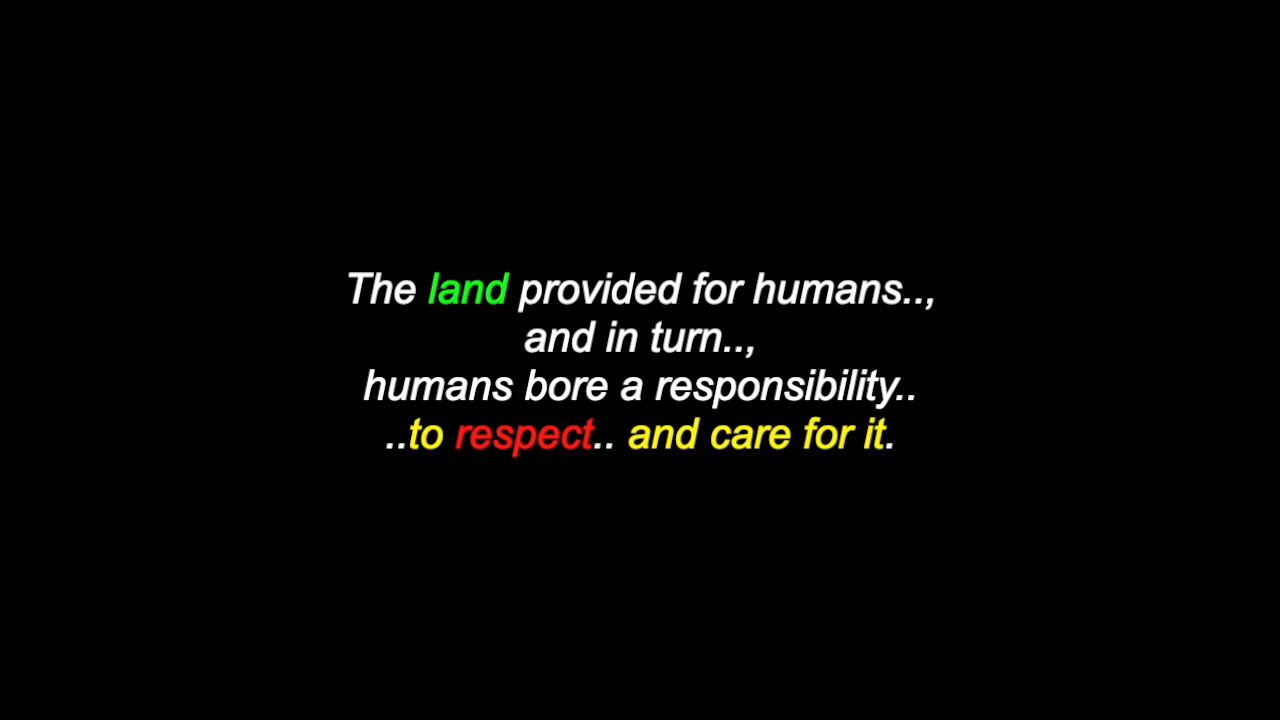 The land provided for humans..,
and in turn..,
humans bore a responsibility..
..to respect.. and care for it.